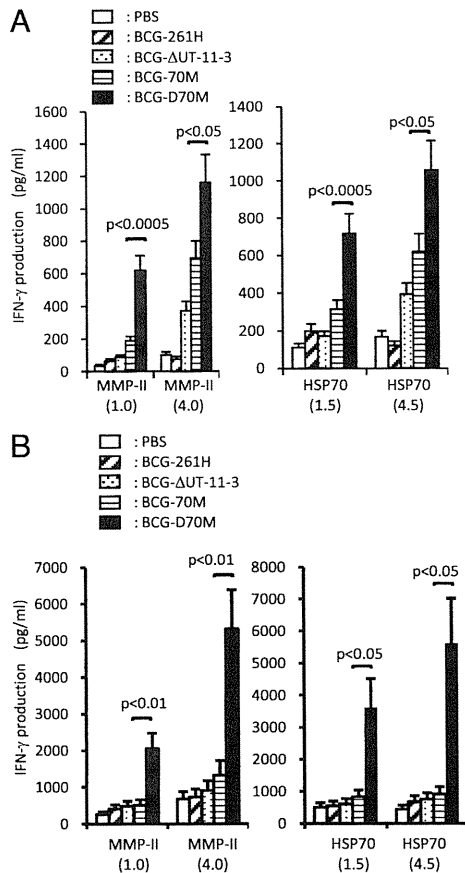 A
: PBS
: BCG-261H
: BCG-ΔUT-11-3
: BCG-70M
: BCG-D70M
IFN-γ production (pg/ml)
1600
1400
1200
1000
800
600
400
200
0
p<0.0005
p<0.05
MMP-II
(1.0)
MMP-II
(4.0)
1400
1200
1000
800
600
400
200
0
p<0.0005
p<0.05
HSP70
(1.5)
HSP70
(4.5)
B
: PBS
: BCG-261H
: BCG-ΔUT-11-3
: BCG-70M
: BCG-D70M
IFN-γ production (pg/ml)
7000
6000
5000
4000
3000
2000
1000
0
p<0.01
p<0.01
MMP-II
(1.0)
MMP-II
(4.0)
8000
7000
6000
5000
4000
3000
2000
1000
0
p<0.05
p<0.05
HSP70
(1.5)
HSP70
(4.5)